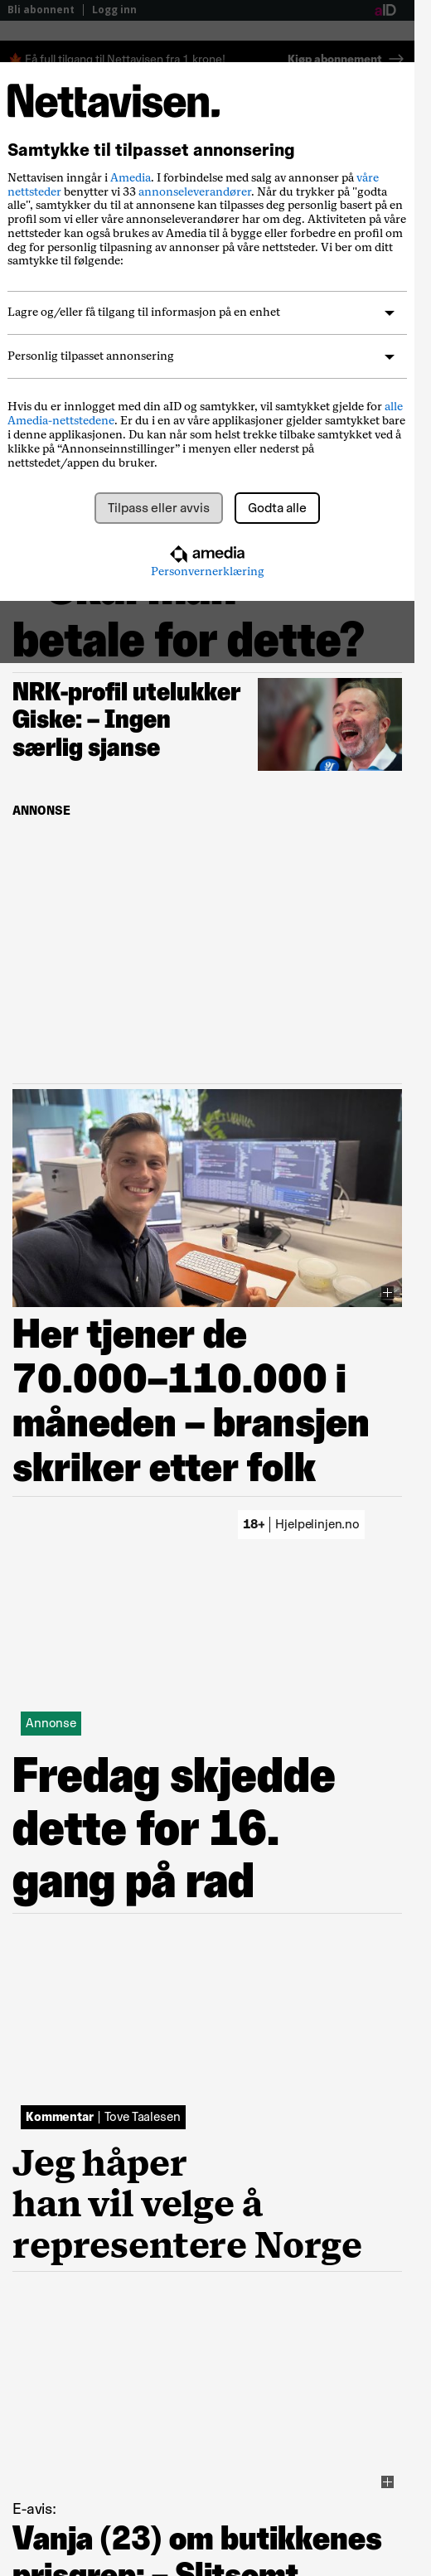 Bli abonnent | Logg inn
aID
Få full tilgang til Nettavisen fra 1 krone!
Kjøp abonnement
Nettavisen.
Samtykke til tilpasset annonsering
Nettavisen inngår i Amedia. I forbindelse med salg av annonser på våre
nettsteder benytter vi 33 annonseleverandører. Når du trykker på "godta
alle", samtykker du til at annonsene kan tilpasses deg personlig basert på en
profil som vi eller våre annonseleverandører har om deg. Aktiviteten på våre
nettsteder kan også brukes av Amedia til å bygge eller forbedre en profil om
deg for personlig tilpasning av annonser på våre nettsteder. Vi ber om ditt
samtykke til følgende:
Lagre og/eller få tilgang til informasjon på en enhet
Personlig tilpasset annonsering
Hvis du er innlogget med din aID og samtykker, vil samtykket gjelde for alle
Amedia-nettstedene. Er du i en av våre applikasjoner gjelder samtykket bare
i denne applikasjonen. Du kan når som helst trekke tilbake samtykket ved å
klikke på “Annonseinnstillinger” i menyen eller nederst på
nettstedet/appen du bruker.
Tilpass eller avvis
Godta alle
amedia
Personvernerklæring
– Skal man
betale for dette?
NRK-profil utelukker
Giske: – Ingen
særlig sjanse
ANNONSE
Her tjener de
70.000–110.000 i
måneden – bransjen
skriker etter folk
18+ | Hjelpelinjen.no
Annonse
Fredag skjedde
dette for 16.
gang på rad
Kommentar | Tove Taalesen
Jeg håper
han vil velge å
representere Norge
E-avis:
Vanja (23) om butikkenes
prisgrep: – Slitsomt